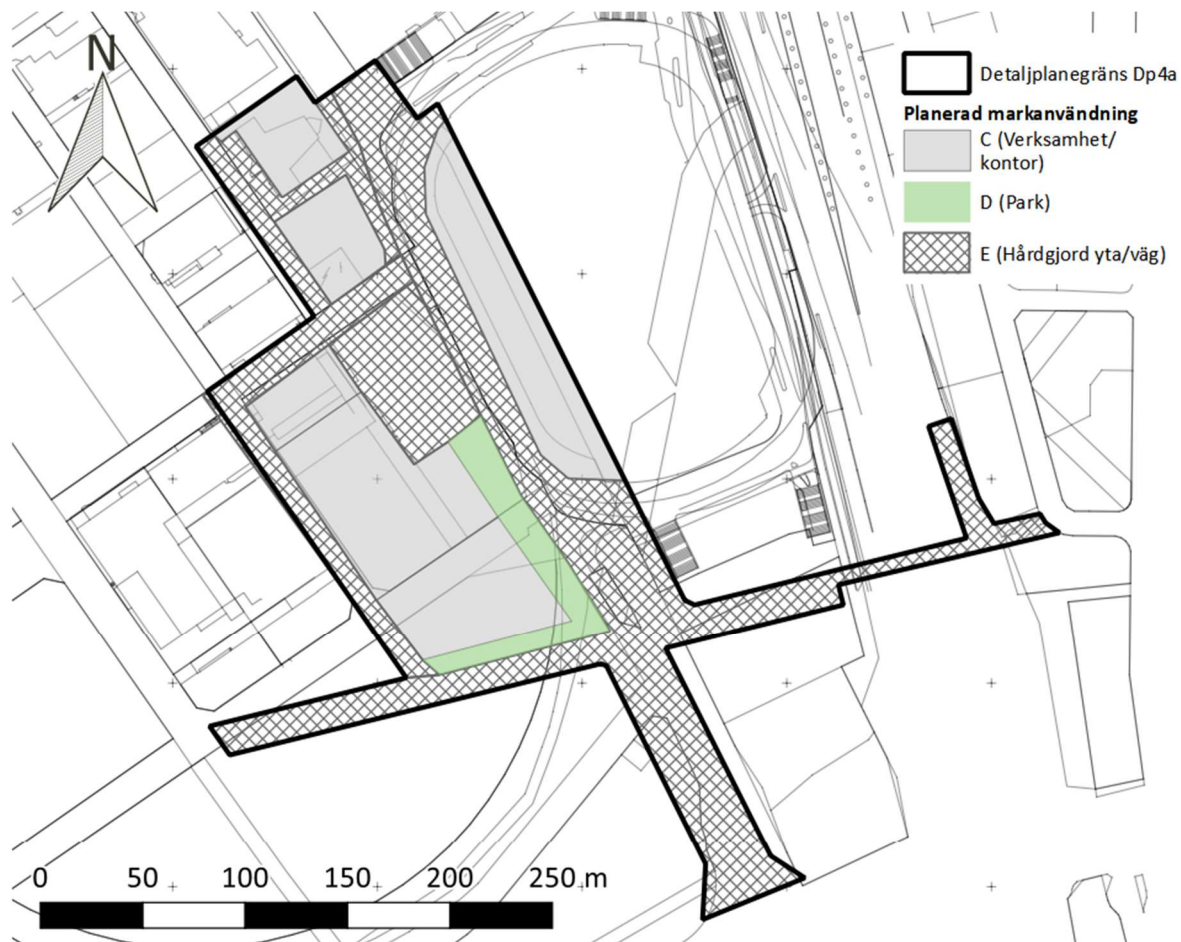 N
Detaljplanegräns Dp4a
Planerad markanvändning
C (Verksamhet/
kontor)
D (Park)
E (Hårdgjord yta/väg)
0 50 100 150 200 250 m